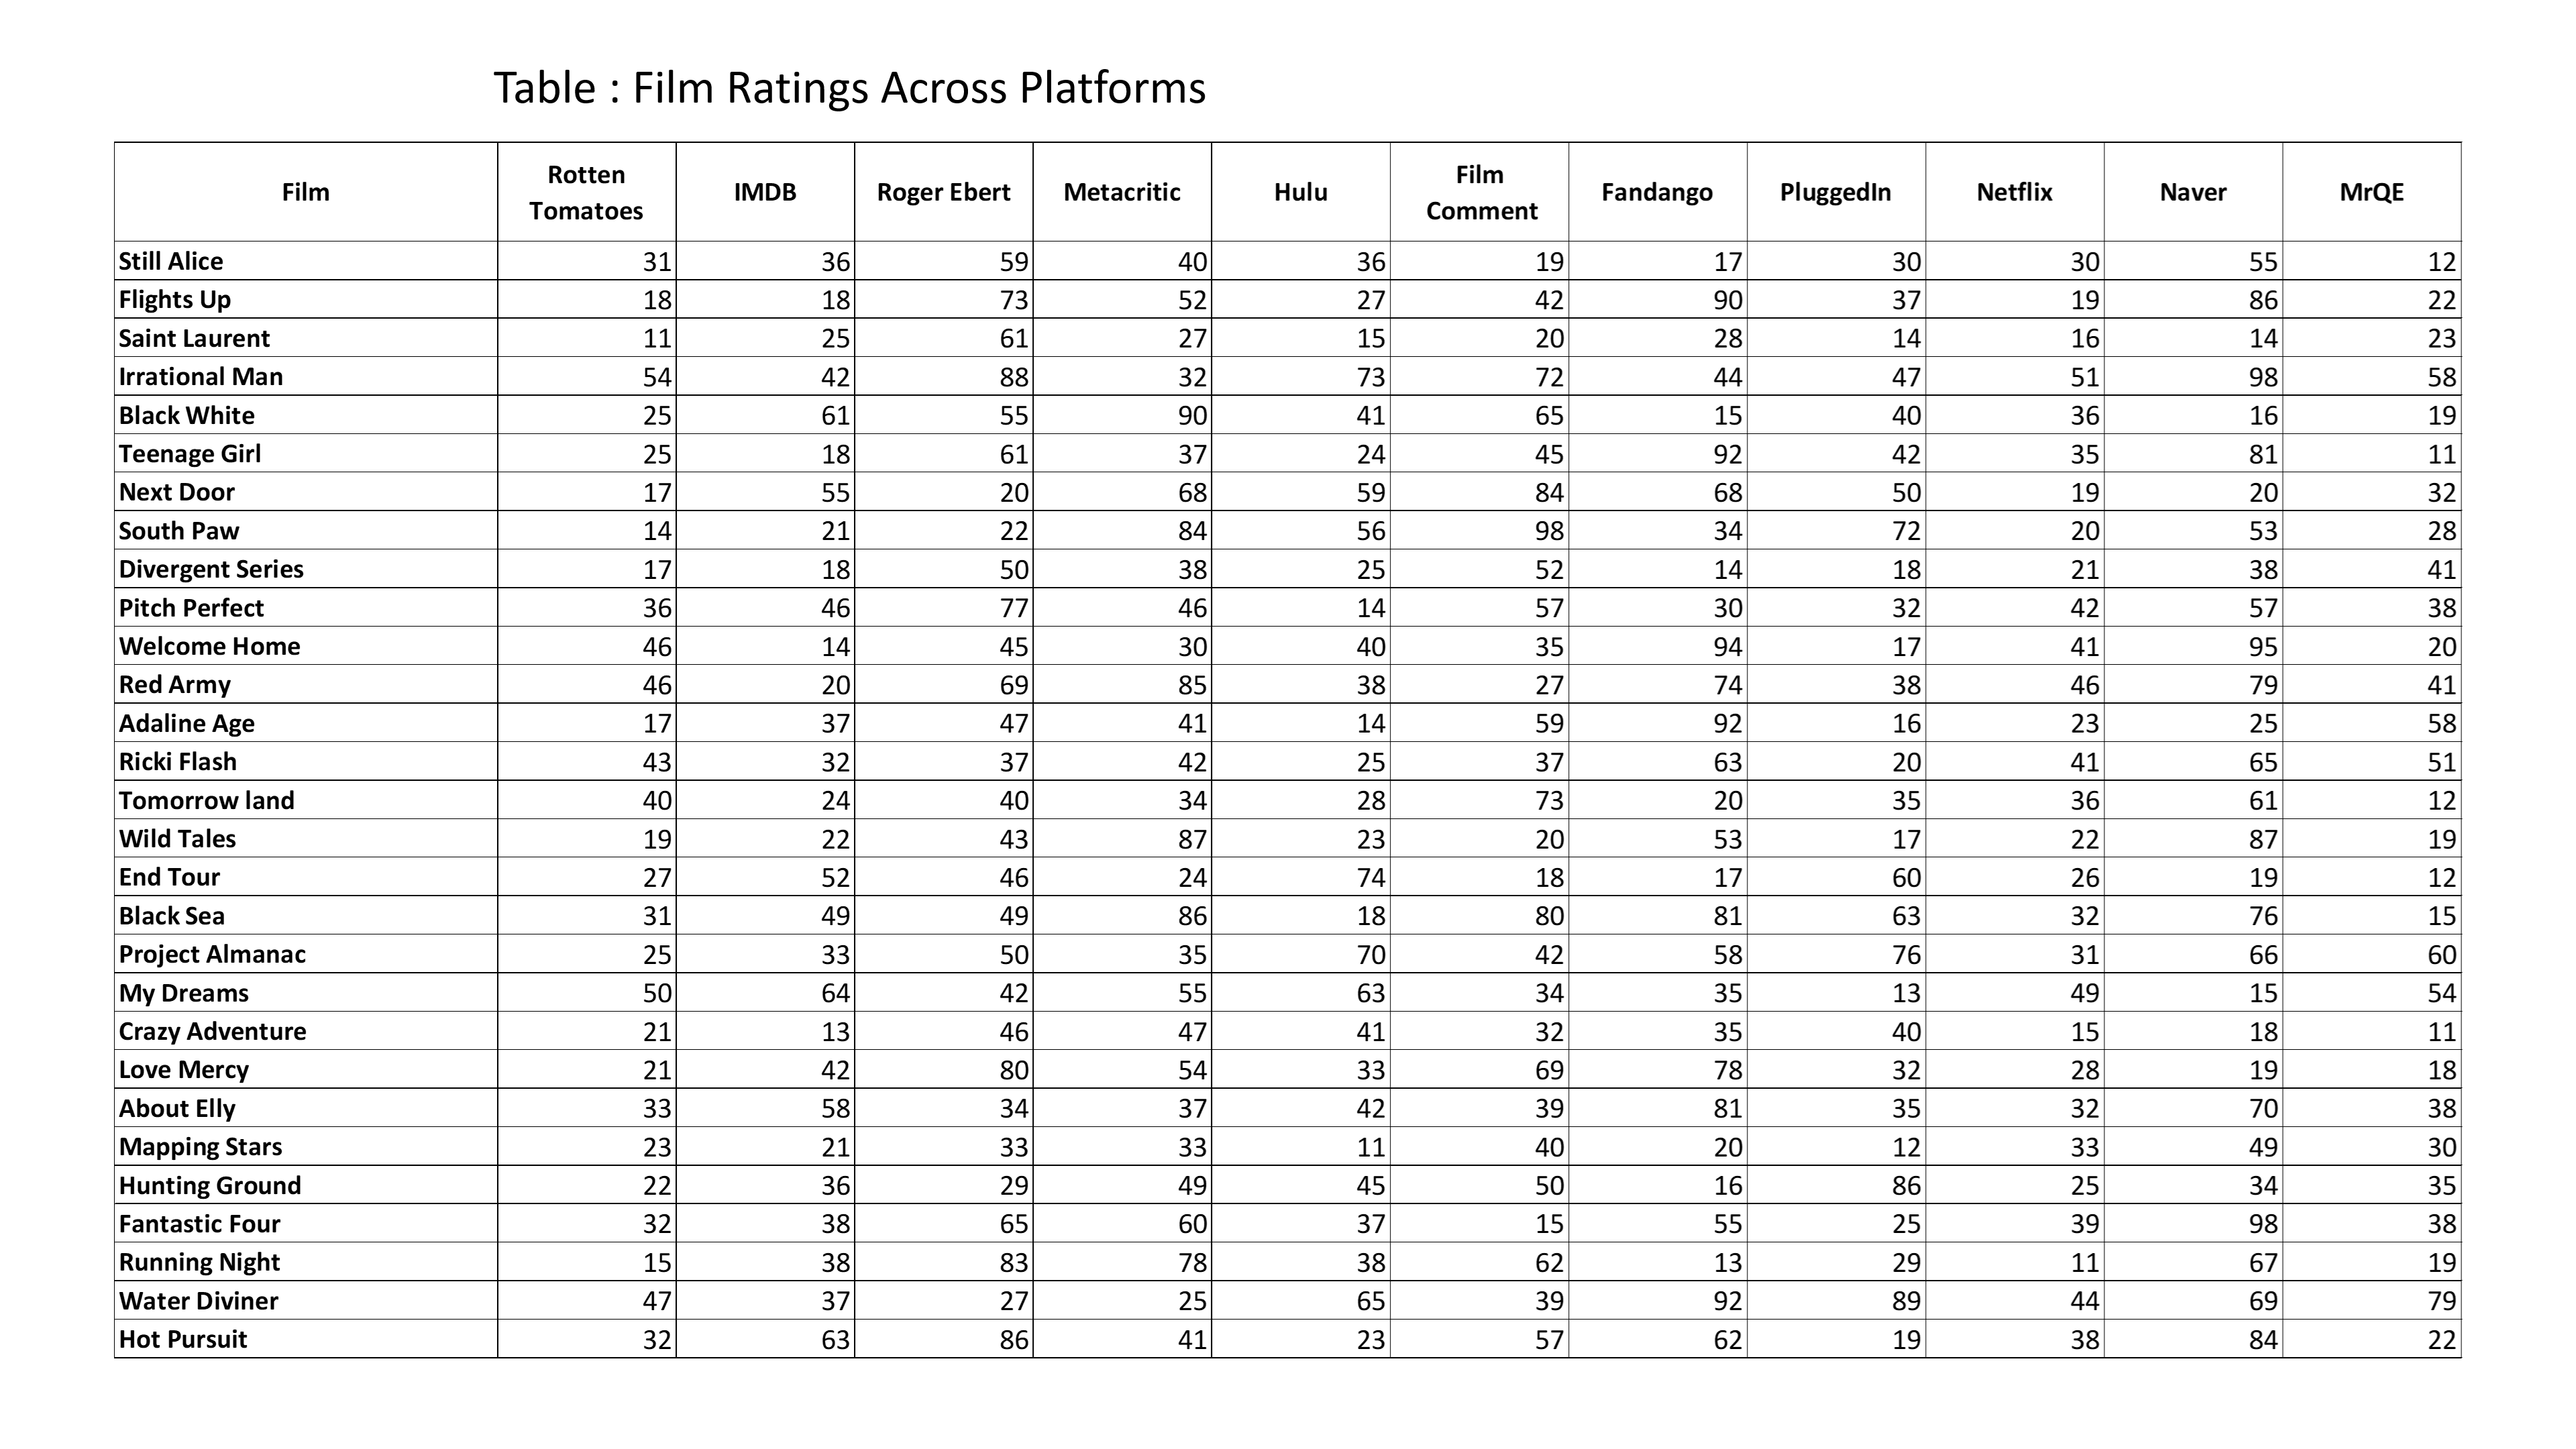 Table : Film Ratings Across Platforms
Film Rotten Tomatoes IMDB Roger Ebert Metacritic Hulu Film Comment Fandango PluggedIn Netflix Naver MrQE
Still Alice 31 36 59 40 36 19 17 30 30 55 12
Flights Up 18 18 73 52 27 42 90 37 19 86 22
Saint Laurent 11 25 61 27 15 20 28 14 16 14 23
Irrational Man 54 42 88 32 73 72 44 47 51 98 58
Black White 25 61 55 90 41 65 15 40 36 16 19
Teenage Girl 25 18 61 37 24 45 92 42 35 81 11
Next Door 17 55 20 68 59 84 68 50 19 20 32
South Paw 14 21 22 84 56 98 34 72 20 53 28
Divergent Series 17 18 50 38 25 52 14 18 21 38 41
Pitch Perfect 36 46 77 46 14 57 30 32 42 57 38
Welcome Home 46 14 45 30 40 35 94 17 41 95 20
Red Army 46 20 69 85 38 27 74 38 46 79 41
Adaline Age 17 37 47 41 14 59 92 16 23 25 58
Ricki Flash 43 32 37 42 25 37 63 20 41 65 51
Tomorrow land 40 24 40 34 28 73 20 35 36 61 12
Wild Tales 19 22 43 87 23 20 53 17 22 87 19
End Tour 27 52 46 24 74 18 17 60 26 19 12
Black Sea 31 49 49 86 18 80 81 63 32 76 15
Project Almanac 25 33 50 35 70 42 58 76 31 66 60
My Dreams 50 64 42 55 63 34 35 13 49 15 54
Crazy Adventure 21 13 46 47 41 32 35 40 15 18 11
Love Mercy 21 42 80 54 33 69 78 32 28 19 18
About Elly 33 58 34 37 42 39 81 35 32 70 38
Mapping Stars 23 21 33 33 11 40 20 12 33 49 30
Hunting Ground 22 36 29 49 45 50 16 86 25 34 35
Fantastic Four 32 38 65 60 37 15 55 25 39 98 38
Running Night 15 38 83 78 38 62 13 29 11 67 19
Water Diviner 47 37 27 25 65 39 92 89 44 69 79
Hot Pursuit 32 63 86 41 23 57 62 19 38 84 22